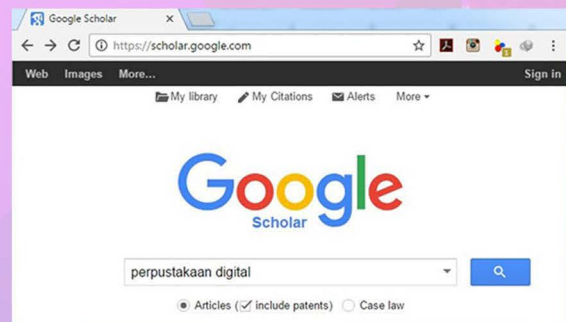 Google Scholar
https://scholar.google.com
Web Images More... Sign in
My library My Citations Alerts More
Google
Scholar
perpustakaan digital
Articles (include patents) Case law